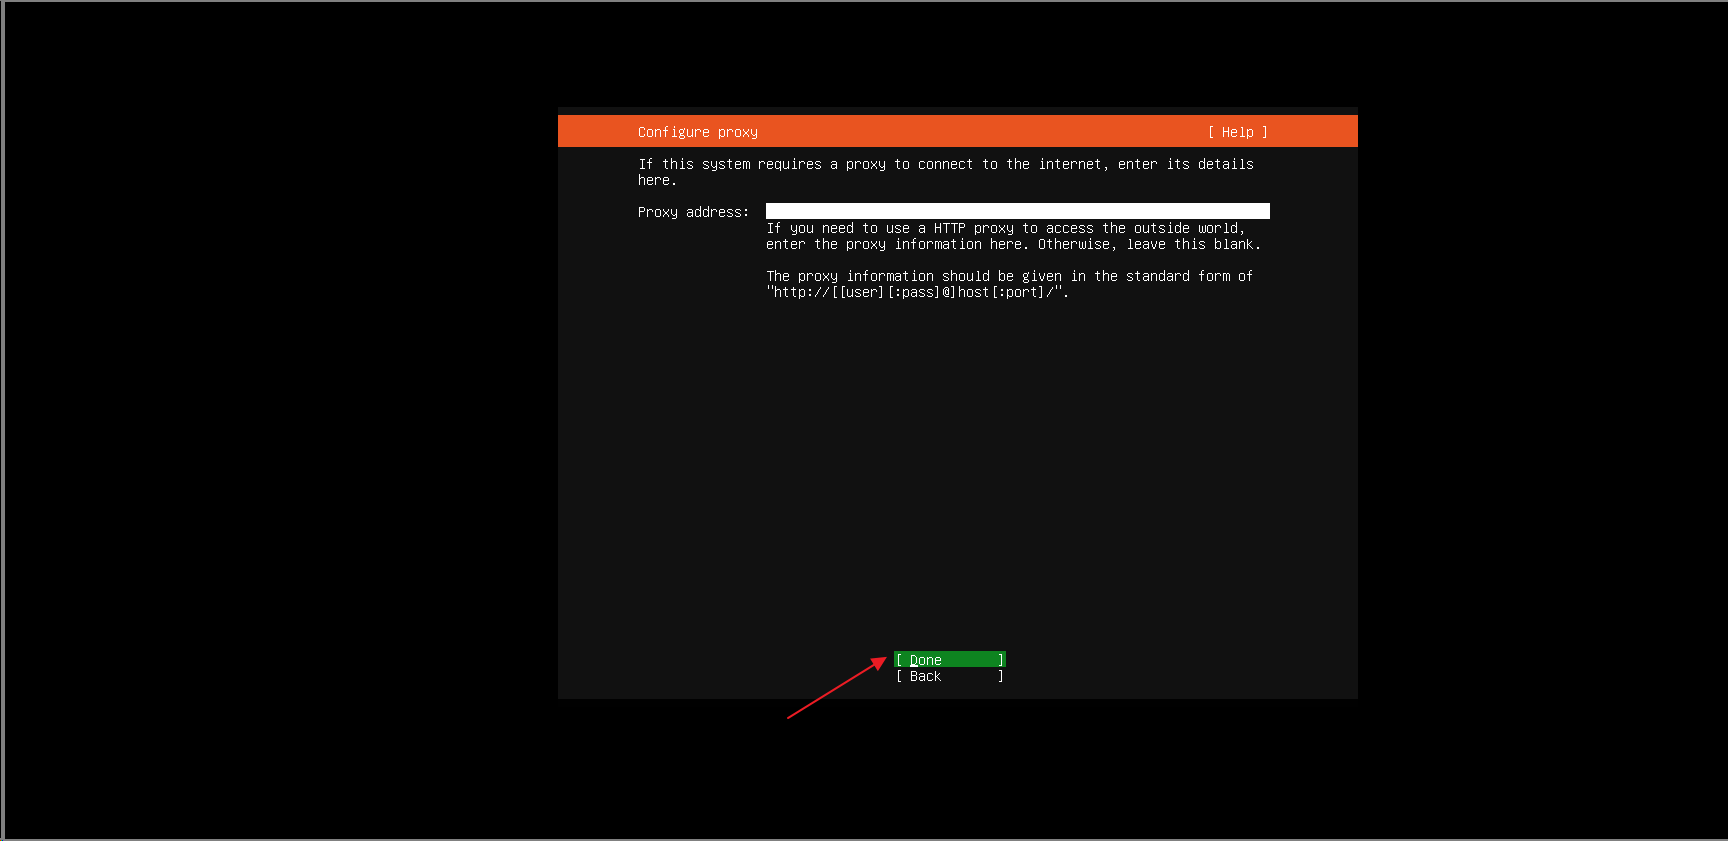 Configure proxy [ Help ]
If this system requires a proxy to connect to the internet, enter its details
here.
Proxy address:
If you need to use a HTTP proxy to access the outside world,
enter the proxy information here. Otherwise, leave this blank.
The proxy information should be given in the standard form of
"http://[[user][:pass]@]host[:port]/".
[ Done ]
[ Back ]